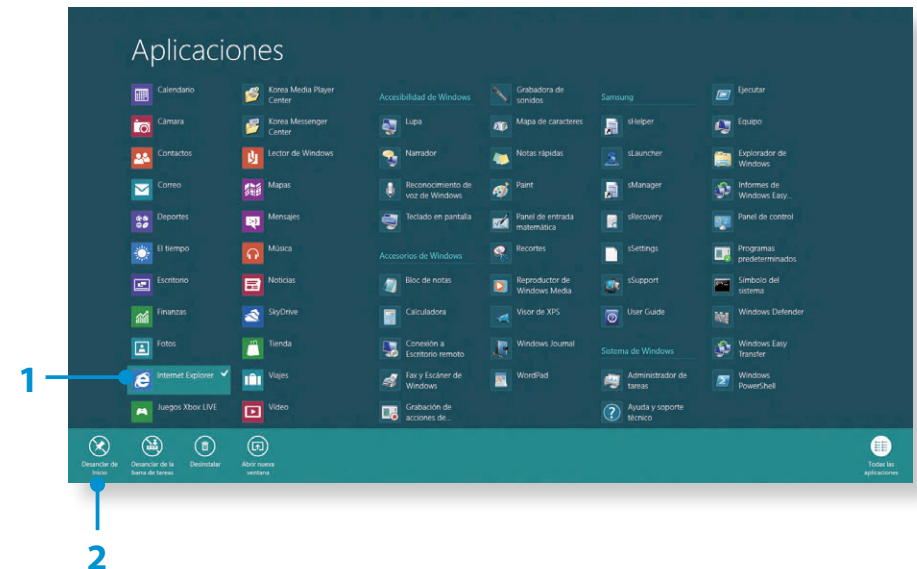 Aplicaciones
Calendario
Cámara
Contactos
Correo
Deportes
El tiempo
Escritorio
Finanzas
Fotos
Internet Explorer
Juegos Xbox LIVE
Korea Media Player
Center
Korea Messenger
Center
Lector de Windows
Mapas
Mensajes
Música
Noticias
SkyDrive
Tienda
Viajes
Vídeo
Accesibilidad de Windows
Lupa
Narrador
Reconocimiento de
voz de Windows
Teclado en pantalla
Accesorios de Windows
Bloc de notas
Calculadora
Conexión a
Escritorio remoto
Fax y Escáner de
Windows
Grabación de
acciones de...
Grabadora de
sonidos
Mapa de caracteres
Notas rápidas
Paint
Panel de entrada
matemática
Recortes
Reproductor de
Windows Media
Visor de XPS
Windows Journal
WordPad
Samsung
sHelper
sLauncher
sManager
sRecovery
sSettings
sSupport
User Guide
Sistema de Windows
Administrador de
tareas
Ayuda y soporte
técnico
Ejecutar
Equipo
Explorador de
Windows
Informes de
Windows Easy...
Panel de control
Programas
predeterminados
Símbolo del
sistema
Windows Defender
Windows Easy
Transfer
Windows
PowerShell
1
Desanclar de
Inicio
Desanclar de la
barra de tareas
Desinstalar
Abrir nueva
ventana
Todas las
aplicaciones
2